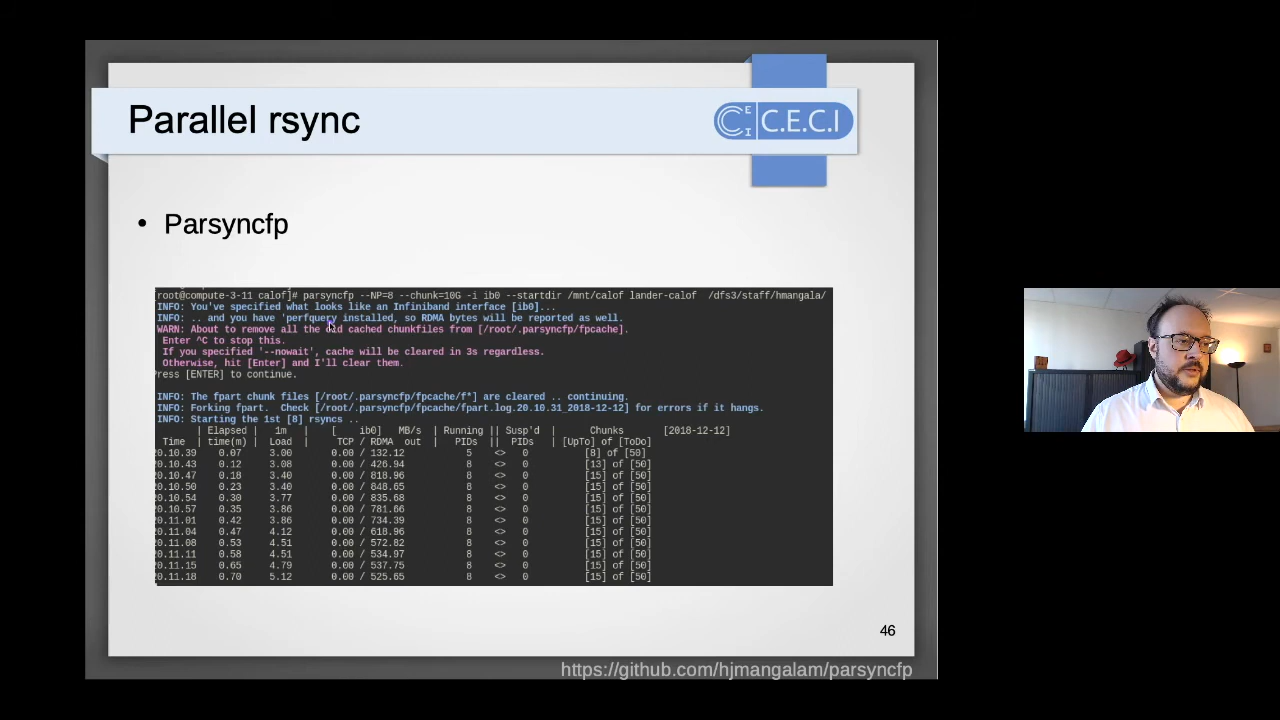 Parallel rsync
C.E.C.I
• Parsyncfp
[root@compute-3-11 calof]# parsyncfp --NP=8 --chunk=10G -i ib0 --startdir /mnt/calof lander-calof /dfs3/staff/hmangala/
INFO: You've specified what looks like an Infiniband interface [ib0]...
INFO: .. and you have 'perfquery installed, so RDMA bytes will be reported as well.
WARN: About to remove all the old cached chunkfiles from [/root/.parsyncfp/fpcache].
Enter ^C to stop this.
If you specified '--nowait', cache will be cleared in 3s regardless.
Otherwise, hit [Enter] and I'll clear them.
Press [ENTER] to continue.
INFO: The fpart chunk files [/root/.parsyncfp/fpcache/f*] are cleared .. continuing.
INFO: Forking fpart. Check [/root/.parsyncfp/fpcache/fpart.log.20.10.31_2018-12-12] for errors if it hangs.
INFO: Starting the 1st [8] rsyncs ..
| Elapsed | 1m | [ ib0] MB/s | Running || Susp'd | Chunks [2018-12-12]
Time | time(m) | Load | TCP / RDMA out | PIDs || PIDs | [UpTo] of [ToDo]
20.10.39 0.07 3.00 0.00 / 132.12 5 <> 0 [8] of [50]
20.10.43 0.12 3.08 0.00 / 426.94 8 <> 0 [13] of [50]
20.10.47 0.18 3.40 0.00 / 818.96 8 <> 0 [15] of [50]
20.10.50 0.23 3.40 0.00 / 848.65 8 <> 0 [15] of [50]
20.10.54 0.30 3.77 0.00 / 835.68 8 <> 0 [15] of [50]
20.10.57 0.35 3.86 0.00 / 781.66 8 <> 0 [15] of [50]
20.11.01 0.42 3.86 0.00 / 734.39 8 <> 0 [15] of [50]
20.11.04 0.47 4.12 0.00 / 618.96 8 <> 0 [15] of [50]
20.11.08 0.53 4.51 0.00 / 572.82 8 <> 0 [15] of [50]
20.11.11 0.58 4.51 0.00 / 534.97 8 <> 0 [15] of [50]
20.11.15 0.65 4.79 0.00 / 537.75 8 <> 0 [15] of [50]
20.11.18 0.70 5.12 0.00 / 525.65 8 <> 0 [15] of [50]
46
https://github.com/hjmangalam/parsyncfp